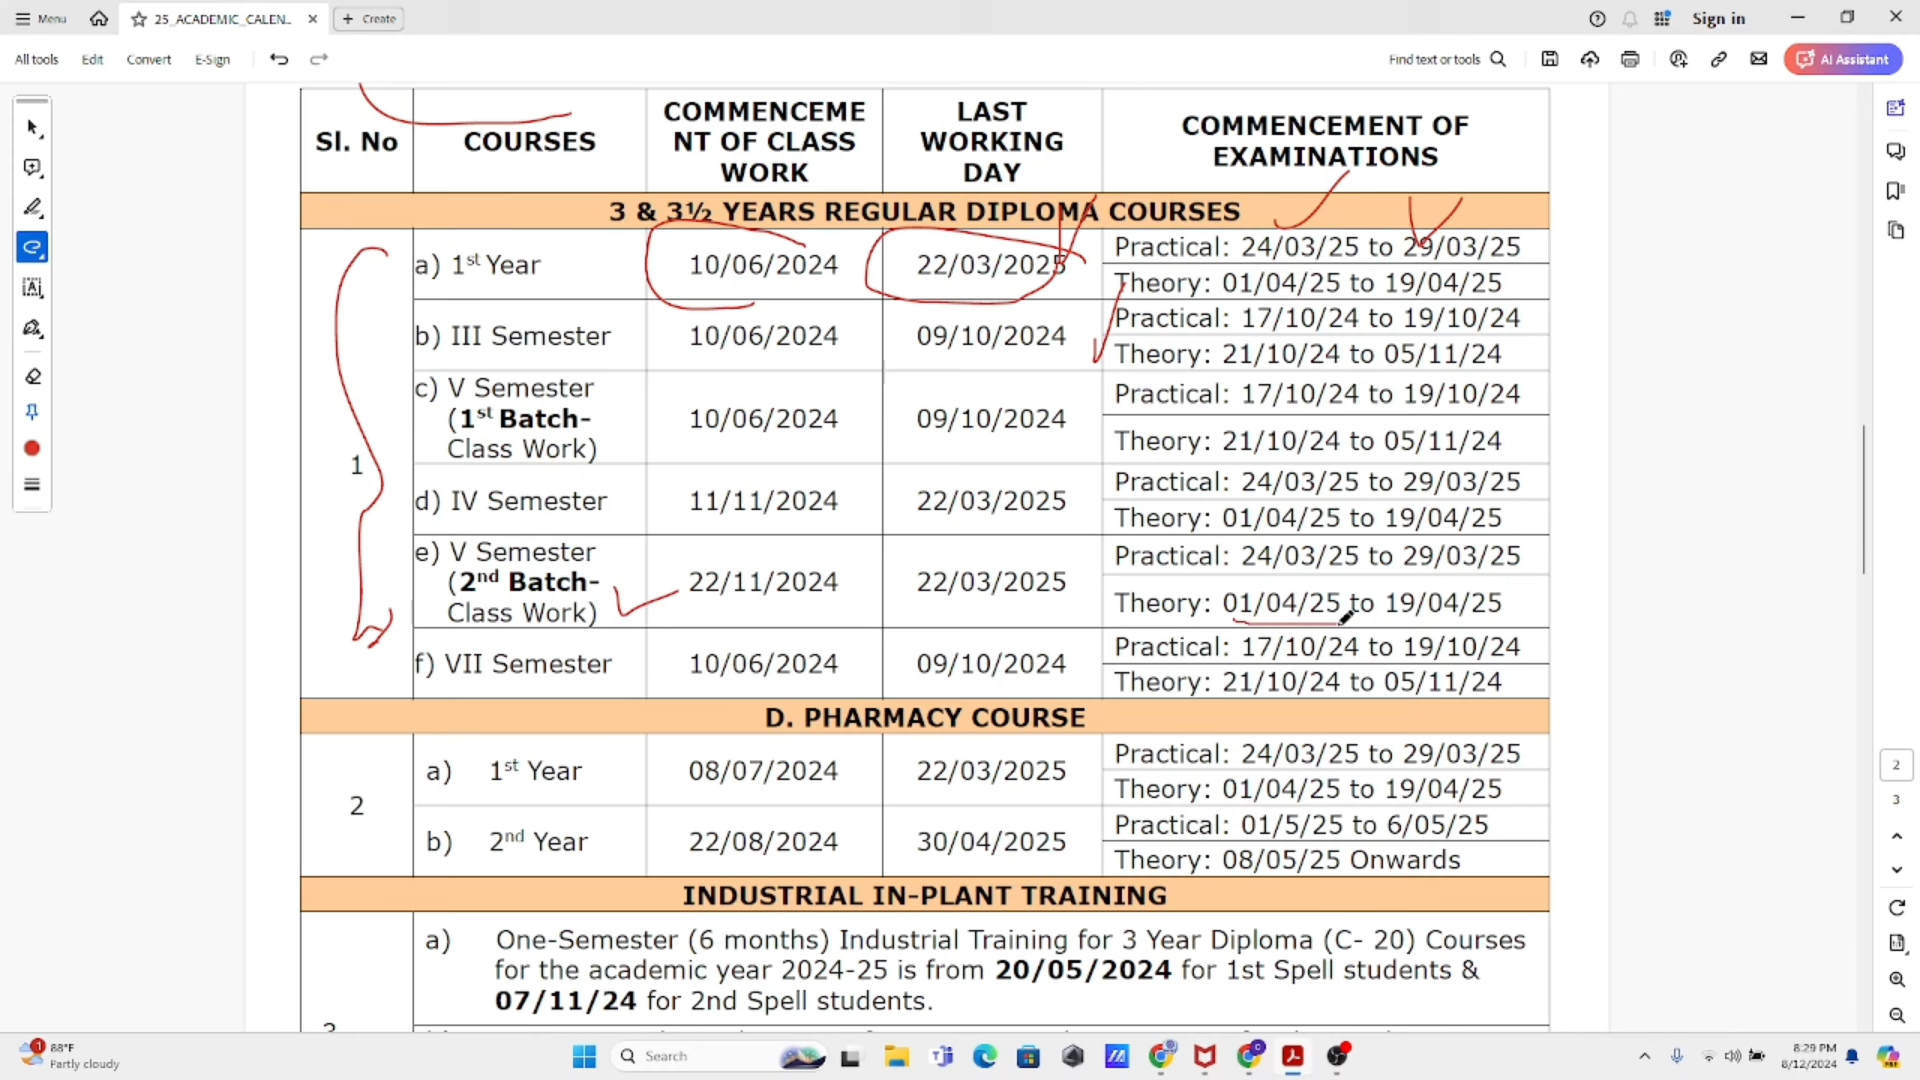 Menu
25_ACADEMIC_CALEN...
Create
Sign in
All tools
Edit
Convert
E-Sign
Find text or tools
AI Assistant
Sl. No
COURSES
COMMENCEME
NT OF CLASS
WORK
LAST
WORKING
DAY
COMMENCEMENT OF
EXAMINATIONS
3 & 3½ YEARS REGULAR DIPLOMA COURSES
1
a) 1st Year
10/06/2024
22/03/2025
Practical: 24/03/25 to 29/03/25
Theory: 01/04/25 to 19/04/25
b) III Semester
10/06/2024
09/10/2024
Practical: 17/10/24 to 19/10/24
Theory: 21/10/24 to 05/11/24
c) V Semester
(1st Batch-
Class Work)
10/06/2024
09/10/2024
Practical: 17/10/24 to 19/10/24
Theory: 21/10/24 to 05/11/24
d) IV Semester
11/11/2024
22/03/2025
Practical: 24/03/25 to 29/03/25
Theory: 01/04/25 to 19/04/25
e) V Semester
(2nd Batch-
Class Work)
22/11/2024
22/03/2025
Practical: 24/03/25 to 29/03/25
Theory: 01/04/25 to 19/04/25
f) VII Semester
10/06/2024
09/10/2024
Practical: 17/10/24 to 19/10/24
Theory: 21/10/24 to 05/11/24
D. PHARMACY COURSE
2
a) 1st Year
08/07/2024
22/03/2025
Practical: 24/03/25 to 29/03/25
Theory: 01/04/25 to 19/04/25
b) 2nd Year
22/08/2024
30/04/2025
Practical: 01/5/25 to 6/05/25
Theory: 08/05/25 Onwards
INDUSTRIAL IN-PLANT TRAINING
a) One-Semester (6 months) Industrial Training for 3 Year Diploma (C- 20) Courses
for the academic year 2024-25 is from 20/05/2024 for 1st Spell students &
07/11/24 for 2nd Spell students.
2
3
1
88°F
Partly cloudy
Search
8:29 PM
8/12/2024